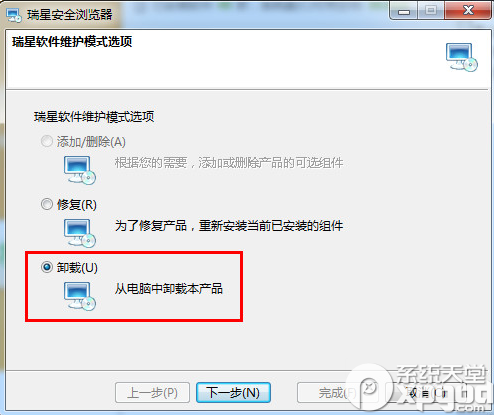 瑞星安全浏览器
瑞星软件维护模式选项
瑞星软件维护模式选项
添加/删除(A)
根据您的需要，添加或删除产品的可选组件
修复(R)
为了修复产品，重新安装当前已安装的组件
卸载(U)
从电脑中卸载本产品
上一步(P) 下一步(N) 完成 取消(C)
系统天堂
xpgod
.com